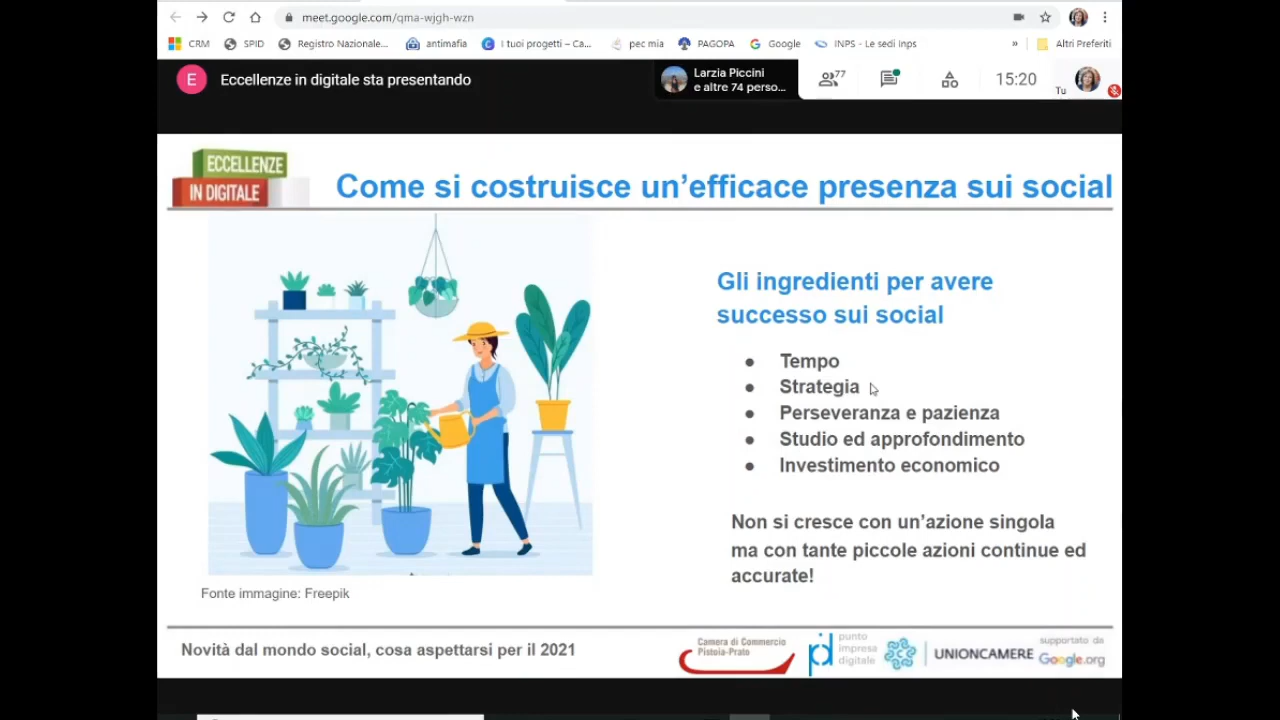 meet.google.com/qma-wjgh-wzn
CRM
SPID
Registro Nazionale...
antimafia
I tuoi progetti – Ca...
pec mia
PAGOPA
Google
INPS - Le sedi Inps
»
Altri Preferiti
E
Eccellenze in digitale sta presentando
Larzia Piccini
e altre 74 perso...
77
15:20
Tu
ECCELLENZE
IN DIGITALE
Come si costruisce un’efficace presenza sui social
Gli ingredienti per avere
successo sui social
● Tempo
● Strategia
● Perseveranza e pazienza
● Studio ed approfondimento
● Investimento economico
Non si cresce con un’azione singola
ma con tante piccole azioni continue ed
accurate!
Fonte immagine: Freepik
Novità dal mondo social, cosa aspettarsi per il 2021
Camera di Commercio
Pistoia-Prato
pid
punto
impresa
digitale
UNIONCAMERE
supportato da
Google.org